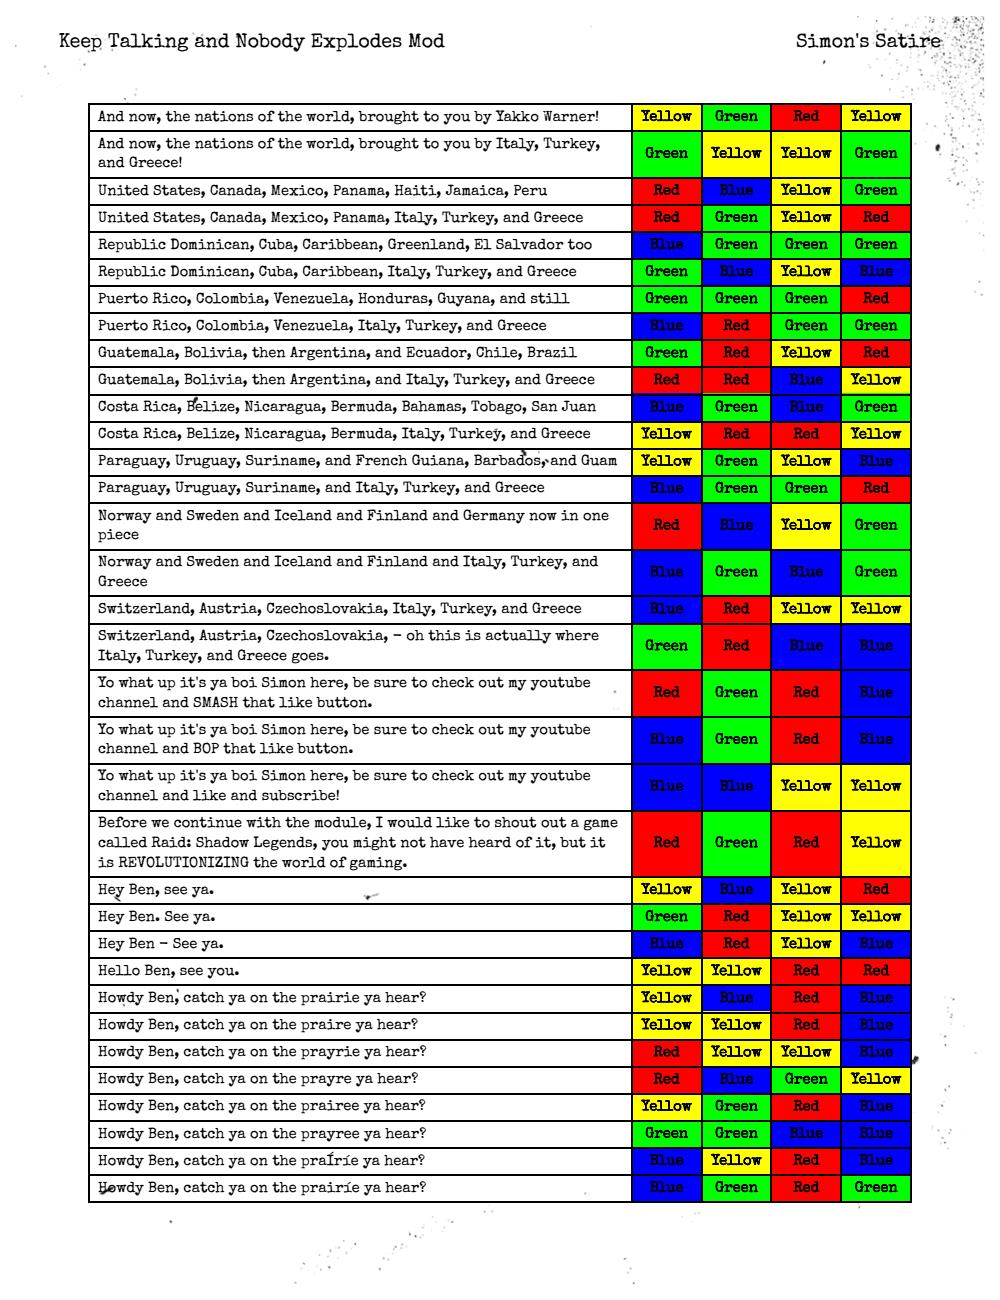 Keep Talking and Nobody Explodes Mod Simon's Satire
And now, the nations of the world, brought to you by Yakko Warner! Yellow Green Red Yellow
And now, the nations of the world, brought to you by Italy, Turkey,
and Greece! Green Yellow Yellow Green
United States, Canada, Mexico, Panama, Haiti, Jamaica, Peru Red Blue Yellow Green
United States, Canada, Mexico, Panama, Italy, Turkey, and Greece Red Green Yellow Red
Republic Dominican, Cuba, Caribbean, Greenland, El Salvador too Blue Green Green Green
Republic Dominican, Cuba, Caribbean, Italy, Turkey, and Greece Green Blue Yellow Blue
Puerto Rico, Colombia, Venezuela, Honduras, Guyana, and still Green Green Green Red
Puerto Rico, Colombia, Venezuela, Italy, Turkey, and Greece Blue Red Green Green
Guatemala, Bolivia, then Argentina, and Ecuador, Chile, Brazil Green Red Yellow Red
Guatemala, Bolivia, then Argentina, and Italy, Turkey, and Greece Red Red Blue Yellow
Costa Rica, Belize, Nicaragua, Bermuda, Bahamas, Tobago, San Juan Blue Green Blue Green
Costa Rica, Belize, Nicaragua, Bermuda, Italy, Turkey, and Greece Yellow Red Red Yellow
Paraguay, Uruguay, Suriname, and French Guiana, Barbados, and Guam Yellow Green Yellow Blue
Paraguay, Uruguay, Suriname, and Italy, Turkey, and Greece Blue Green Green Red
Norway and Sweden and Iceland and Finland and Germany now in one
piece Red Blue Yellow Green
Norway and Sweden and Iceland and Finland and Italy, Turkey, and
Greece Blue Green Blue Green
Switzerland, Austria, Czechoslovakia, Italy, Turkey, and Greece Blue Red Yellow Yellow
Switzerland, Austria, Czechoslovakia, - oh this is actually where
Italy, Turkey, and Greece goes. Green Red Blue Blue
Yo what up it's ya boi Simon here, be sure to check out my youtube
channel and SMASH that like button. Red Green Red Blue
Yo what up it's ya boi Simon here, be sure to check out my youtube
channel and BOP that like button. Blue Green Red Blue
Yo what up it's ya boi Simon here, be sure to check out my youtube
channel and like and subscribe! Blue Blue Yellow Yellow
Before we continue with the module, I would like to shout out a game
called Raid: Shadow Legends, you might not have heard of it, but it
is REVOLUTIONIZING the world of gaming. Red Green Red Yellow
Hey Ben, see ya. Yellow Blue Yellow Red
Hey Ben. See ya. Green Red Yellow Yellow
Hey Ben - See ya. Blue Red Yellow Blue
Hello Ben, see you. Yellow Yellow Red Red
Howdy Ben, catch ya on the prairie ya hear? Yellow Blue Red Blue
Howdy Ben, catch ya on the praire ya hear? Yellow Yellow Red Blue
Howdy Ben, catch ya on the prayrie ya hear? Red Yellow Yellow Blue
Howdy Ben, catch ya on the prayre ya hear? Red Blue Green Yellow
Howdy Ben, catch ya on the prairee ya hear? Yellow Green Red Blue
Howdy Ben, catch ya on the prayree ya hear? Green Green Blue Blue
Howdy Ben, catch ya on the praÍríe ya hear? Blue Yellow Red Blue
Howdy Ben, catch ya on the prairíe ya hear? Blue Green Red Green